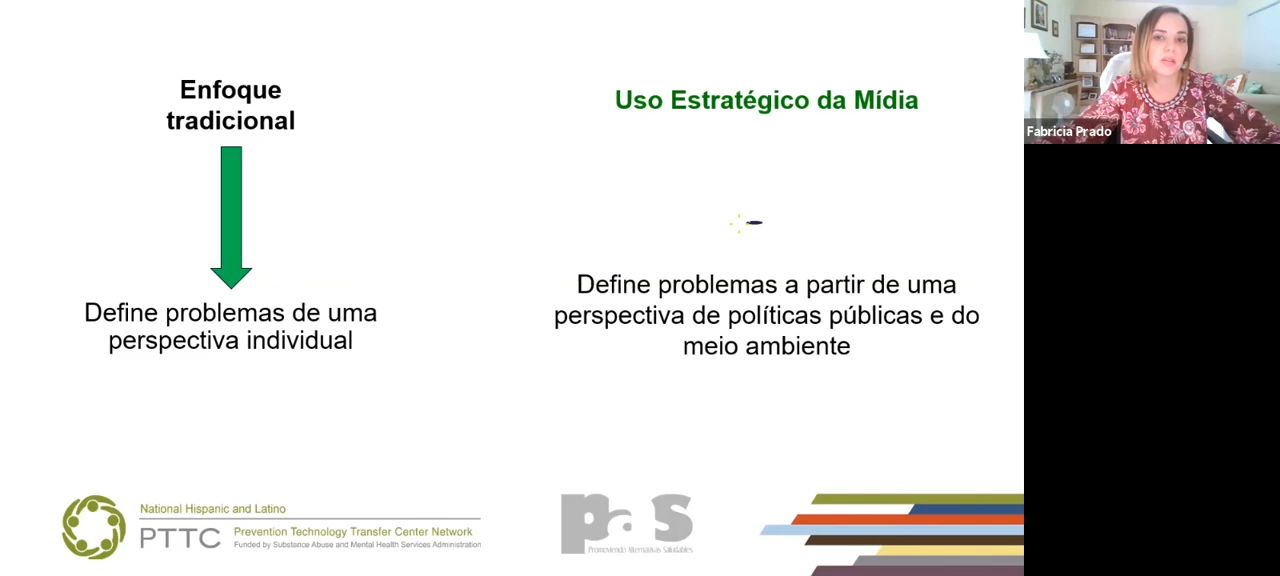 Enfoque
tradicional
Define problemas de uma
perspectiva individual
Uso Estratégico da Mídia
Define problemas a partir de uma
perspectiva de políticas públicas e do
meio ambiente
Fabricia Prado
National Hispanic and Latino
PTTC
Prevention Technology Transfer Center Network
Funded by Substance Abuse and Mental Health Services Administration
pas
Promoviendo Alternativas Saludables